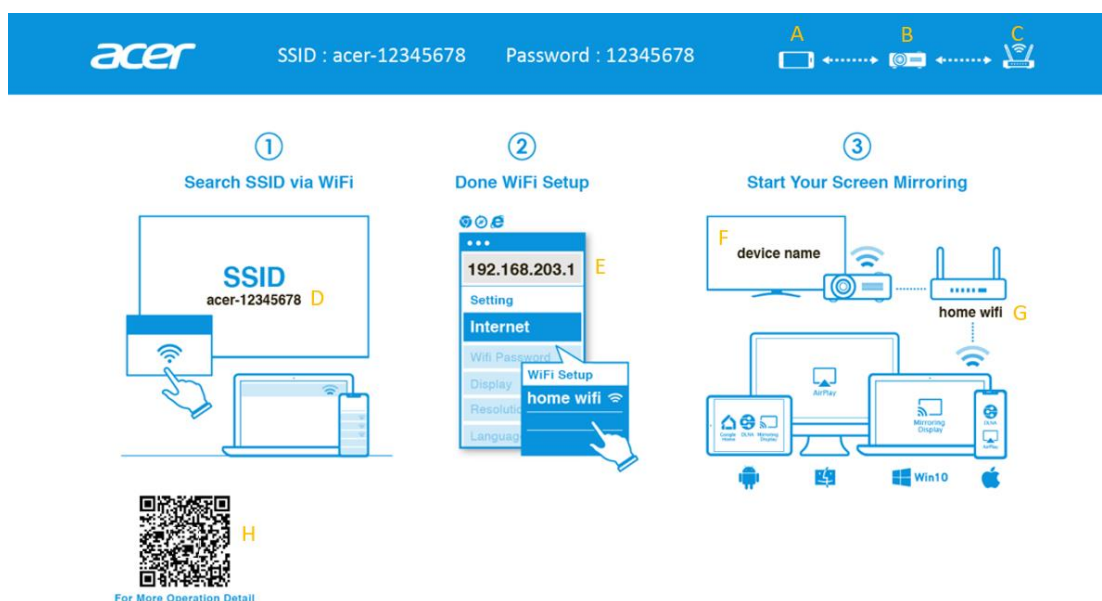 acer
SSID : acer-12345678
Password : 12345678
A
B
C
1
Search SSID via WiFi
SSID
acer-12345678
D
2
Done WiFi Setup
192.168.203.1
E
Setting
Internet
Wifi Password
Display
WiFi Setup
home wifi
3
Start Your Screen Mirroring
F
device name
home wifi
G
AirPlay
Google
Home
DLNA
Mirroring
Display
Mirroring
Display
DLNA
AirPlay
Win10
H
For More Operation Detail